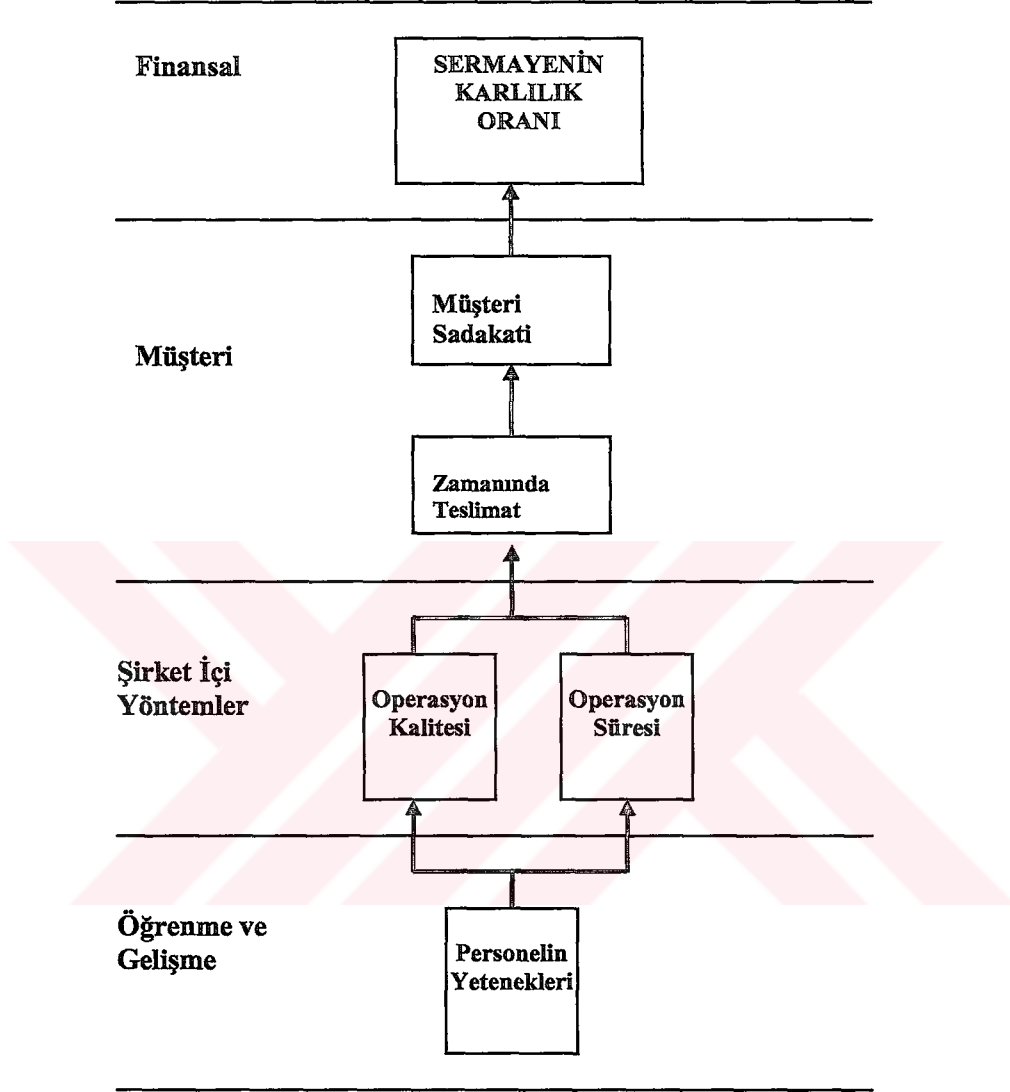 Finansal
SERMAYENİN
KARLILIK
ORANI
Müşteri
Müşteri
Sadakati
Zamanında
Teslimat
Şirket İçi
Yöntemler
Operasyon
Kalitesi
Operasyon
Süresi
Öğrenme ve
Gelişme
Personelin
Yetenekleri